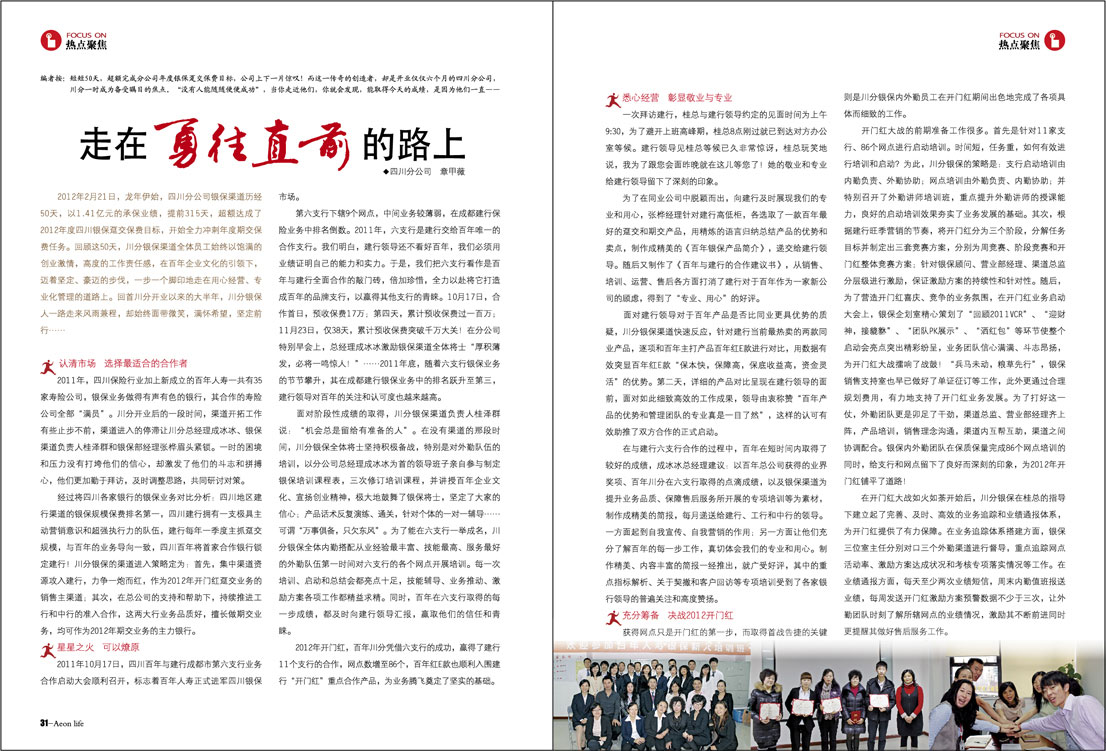 FOCUS ON
热点聚焦
编者按：短短50天，超额完成分公司年度银保趸交保费目标，公司上下一片惊叹！而这一传奇的创造者，却是开业仅仅六个月的四川分公司，
川分一时成为备受瞩目的焦点。“没有人能随随便便成功”，当你走近他们，你就会发现，能取得今天的成绩，是因为他们一直——
走在勇往直前的路上
◆四川分公司 章甲薇
2012年2月21日，龙年伊始，四川分公司银保渠道历经
50天，以1.41亿元的承保业绩，提前315天，超额达成了
2012年度四川银保趸交保费目标，开始全力冲刺年度期交保
费任务。回顾这50天，川分银保渠道全体员工始终以饱满的
创业激情，高度的工作责任感，在百年企业文化的引领下，
迈着坚定、豪迈的步伐，一步一个脚印地走在用心经营、专
业化管理的道路上。回首川分开业以来的大半年，川分银保
人一路走来风雨兼程，却始终面带微笑，满怀希望，坚定前
行……
认清市场 选择最适合的合作者
2011年，四川保险行业加上新成立的百年人寿一共有35
家寿险公司，银保业务做得有声有色的银行，其合作的寿险
公司全部“满员”。川分开业后的一段时间，渠道开拓工作
有些止步不前，渠道进入的停滞让川分总经理成冰冰、银保
渠道负责人桂泽群和银保部经理张桦眉头紧锁。一时的困境
和压力没有打垮他们的信心，却激发了他们的斗志和拼搏
心，他们更加勤于拜访，及时调整思路，共同研讨对策。
经过将四川各家银行的银保业务对比分析：四川地区建
行渠道的银保规模保费排名第一，四川建行拥有一支极具主
动营销意识和超强执行力的队伍，建行每年一季度主抓趸交
规模，与百年的业务导向一致，四川百年将首家合作银行锁
定建行！川分银保的渠道进入策略定为：首先，集中渠道资
源攻入建行，力争一炮而红，作为2012年开门红趸交业务的
销售主渠道；其次，在总公司的支持和帮助下，持续推进工
行和中行的准入合作，这两大行业务品质好，擅长做期交业
务，均可作为2012年期交业务的主力银行。
星星之火 可以燎原
2011年10月17日，四川百年与建行成都市第六支行业务
合作启动大会顺利召开，标志着百年人寿正式进军四川银保
市场。
第六支行下辖9个网点，中间业务较薄弱，在成都建行保
险业务中排名倒数。2011年，六支行是建行交给百年唯一的
合作支行。我们明白，建行领导还不看好百年，我们必须用
业绩证明自己的能力和实力。于是，我们把六支行看作是百
年与建行全面合作的敲门砖，倍加珍惜，全力以赴将它打造
成百年的品牌支行，以赢得其他支行的青睐。10月17日，合
作首日，预收保费17万；第四天，累计预收保费过一百万；
11月23日，仅38天，累计预收保费突破千万大关！在分公司
特别早会上，总经理成冰冰激励银保渠道全体将士“厚积薄
发，必将一鸣惊人！”……2011年底，随着六支行银保业务
的节节攀升，其在成都建行银保业务中的排名跃升至第三，
建行领导对百年的关注和认可度也越来越高。
面对阶段性成绩的取得，川分银保渠道负责人桂泽群
说：“机会总是留给有准备的人”。在没有渠道的那段时
间，川分银保全体将士坚持积极备战，特别是对外勤队伍的
培训，以分公司总经理成冰冰为首的领导班子亲自参与制定
银保培训课程表，三次修订培训课程，并讲授百年企业文
化、宣扬创业精神，极大地鼓舞了银保将士，坚定了大家的
信心；产品话术反复演练、通关，针对个体的一对一辅导……
可谓“万事俱备，只欠东风”。为了能在六支行一举成名，川
分银保全体内勤搭配从业经验最丰富、技能最高、服务最好
的外勤队伍第一时间对六支行的各个网点开展培训。每一次
培训、启动和总结会都亮点十足，技能辅导、业务推动、激
励方案各项工作都精益求精。同时，百年在六支行取得的每
一步成绩，都及时向建行领导汇报，赢取他们的信任和青
睐。
2012年开门红，百年川分凭借六支行的成功，赢得了建行
11个支行的合作，网点数增至86个，百年红E款也顺利入围建
行“开门红”重点合作产品，为业务腾飞奠定了坚实的基础。
31-Aeon life
FOCUS ON
热点聚焦
悉心经营 彰显敬业与专业
一次拜访建行，桂总与建行领导约定的见面时间为上午
9:30，为了避开上班高峰期，桂总8点刚过就已到达对方办公
室等候。建行领导见桂总等候已久非常惊讶，桂总玩笑地
说，我为了跟您会面昨晚就在这儿等您了！她的敬业和专业
给建行领导留下了深刻的印象。
为了在同业公司中脱颖而出，向建行及时展现我们的专
业和用心，张桦经理针对建行高低柜，各选取了一款百年最
好的趸交和期交产品，用精炼的语言归纳总结产品的优势和
卖点，制作成精美的《百年银保产品简介》，递交给建行领
导。随后又制作了《百年与建行的合作建议书》，从销售、
培训、运营、售后各方面打消了建行对于百年作为一家新公
司的顾虑，得到了“专业、用心”的好评。
面对建行领导对于百年产品是否比同业更具优势的质
疑，川分银保渠道快速反应，针对建行当前最热卖的两款同
业产品，逐项和百年主打产品百年红E款进行对比，用数据有
效突显百年红E款“保本快，保障高，保底收益高，资金灵
活”的优势。第二天，详细的产品对比呈现在建行领导的面
前，面对如此细致高效的工作成果，领导由衷称赞“百年产
品的优势和管理团队的专业真是一目了然”，这样的认可有
效助推了双方合作的正式启动。
在与建行六支行合作的过程中，百年在短时间内取得了
较好的成绩，成冰冰总经理建议：以百年总公司获得的业界
奖项、百年川分在六支行取得的点滴成绩，以及银保渠道为
提升业务品质、保障售后服务所开展的专项培训等为素材，
制作成精美的简报，每月递送给建行、工行和中行的领导。
一方面起到自我宣传、自我营销的作用；另一方面让他们充
分了解百年的每一步工作，真切体会我们的专业和用心。制
作精美、内容丰富的简报一经推出，就广受好评，其中的重
点指标解析、关于契撤和客户回访等专项培训受到了各家银
行领导的普遍关注和高度赞扬。
充分筹备 决战2012开门红
获得网点只是开门红的第一步，而取得首战告捷的关键
则是川分银保内外勤员工在开门红期间出色地完成了各项具
体而细致的工作。
开门红大战的前期准备工作很多。首先是针对11家支
行、86个网点进行启动培训。时间短，任务重，如何有效进
行培训和启动？为此，川分银保的策略是：支行启动培训由
内勤负责、外勤协助；网点培训由外勤负责、内勤协助；并
特别召开了外勤讲师培训班，重点提升外勤讲师的授课能
力，良好的启动培训效果夯实了业务发展的基础。其次，根
据建行旺季营销的节奏，将开门红分为三个阶段，分解任务
目标并制定出三套竞赛方案，分别为周竞赛、阶段竞赛和开
门红整体竞赛方案；针对银保顾问、营业部经理、渠道总监
分层级进行激励，保证激励方案的持续性和针对性。随后，
为了营造开门红喜庆、竞争的业务氛围，在开门红业务启动
大会上，银保企划室精心策划了“回顾2011VCR”、“迎财
神，接貔貅”、“团队PK展示”、“洒红包”等环节使整个
启动会亮点突出精彩纷呈，业务团队信心满满、斗志昂扬，
为开门红大战擂响了战鼓！“兵马未动，粮草先行”，银保
销售支持室也早已做好了单证征订等工作，此外更通过合理
规划费用，有力地支持了开门红业务发展。为了打好这一
仗，外勤团队更是卯足了干劲，渠道总监、营业部经理齐上
阵，产品培训，销售理念沟通，渠道内互帮互助，渠道之间
协调配合。银保内外勤团队在保质保量完成86个网点培训的
同时，给支行和网点留下了良好而深刻的印象，为2012年开
门红铺平了道路！
在开门红大战如火如荼开始后，川分银保在桂总的指导
下建立起了完善、及时、高效的业务追踪和业绩通报体系，
为开门红提供了有力保障。在业务追踪体系搭建方面，银保
三位室主任分别对口三个外勤渠道进行督导，重点追踪网点
活动率、激励方案达成状况和考核专项落实情况等工作。在
业绩通报方面，每天至少两次业绩短信，周末内勤值班报送
业绩，每周发送开门红激励方案预警数据不少于三次，让外
勤团队时刻了解所辖网点的业绩情况，激励其不断前进同时
更提醒其做好售后服务工作。